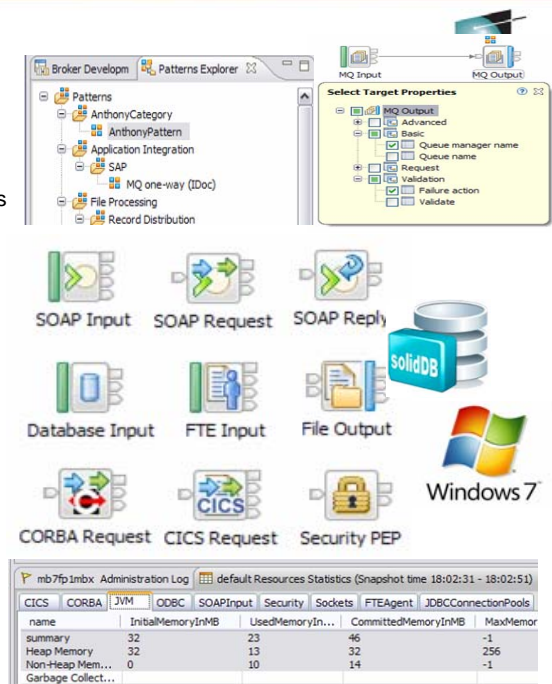 MQ Input MQ Output
Broker Developm Patterns Explorer
Patterns
AnthonyCategory
AnthonyPattern
Application Integration
SAP
MQ one-way (IDoc)
File Processing
Record Distribution
Select Target Properties
MQ Output
Advanced
Basic
Queue manager name
Queue name
Request
Validation
Failure action
Validate
s
SOAP Input SOAP Request SOAP Reply
solidDB
Database Input FTE Input File Output
Windows 7
CICS
CORBA Request CICS Request Security PEP
mb7fp1mbx Administration Log default Resources Statistics (Snapshot time 18:02:31 - 18:02:51)
CICS CORBA JVM ODBC SOAPInput Security Sockets FTEAgent JDBCConnectionPools
name InitialMemoryInMB UsedMemoryIn... CommittedMemoryInMB MaxMemor
summary 32 23 46 -1
Heap Memory 32 13 32 256
Non-Heap Mem... 0 10 14 -1
Garbage Collect...